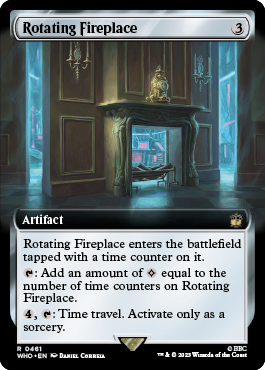 Rotating Fireplace 3
Artifact
Rotating Fireplace enters the battlefield
tapped with a time counter on it.
: Add an amount of equal to the
number of time counters on Rotating
Fireplace.
4, : Time travel. Activate only as a
sorcery.
R 0461
WHO • EN Daniel Correia
© BBC
™ & © 2023 Wizards of the Coast